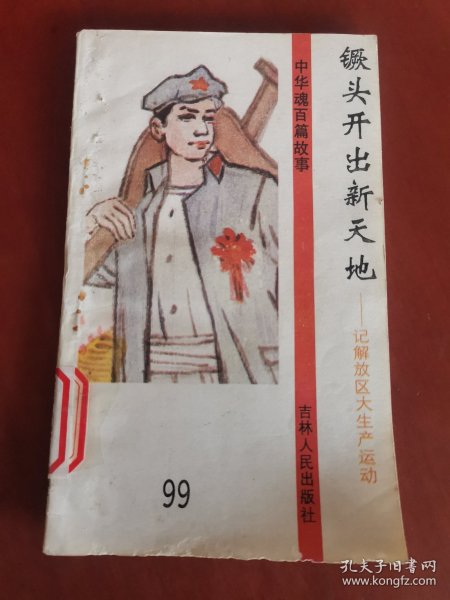 镢头开出新天地
——记解放区大生产运动
中华魂百篇故事
吉林人民出版社
99
孔夫子旧书网
www.kongfz.com